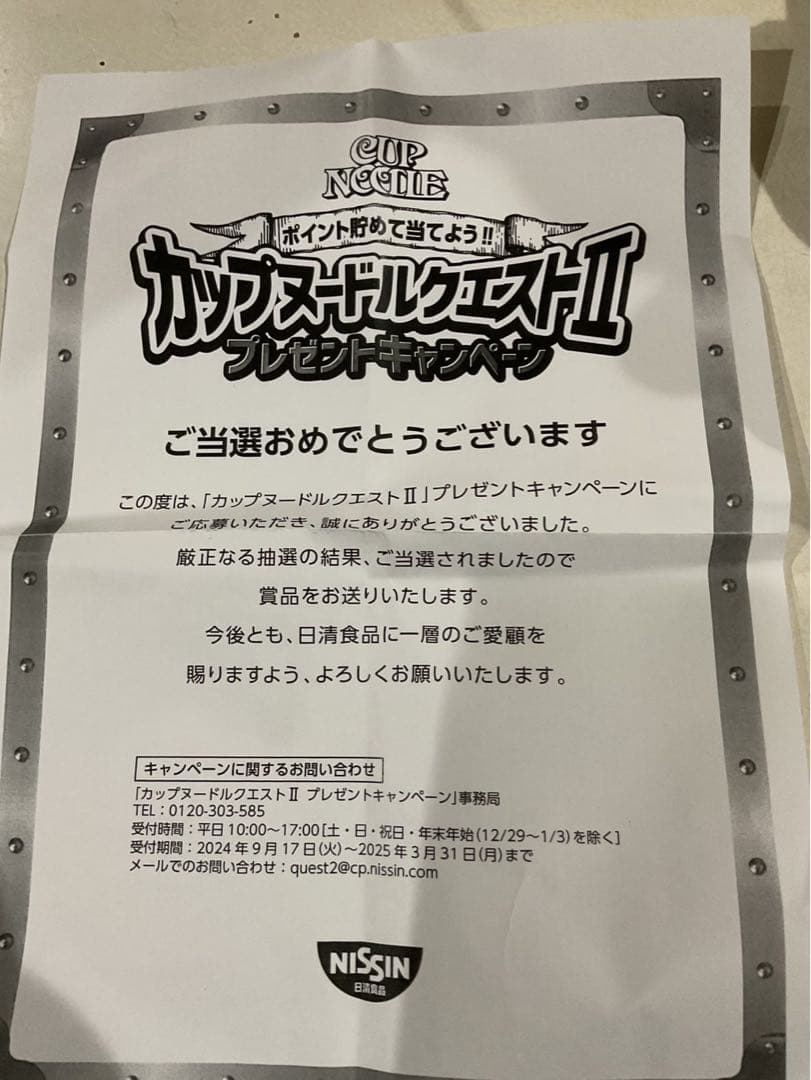 CUP
NOODLE
ポイント貯めて当てよう!!
カップヌードルクエストⅡ
プレゼントキャンペーン
ご当選おめでとうございます
この度は、「カップヌードルクエストⅡ」プレゼントキャンペーンに
ご応募いただき、誠にありがとうございました。
厳正なる抽選の結果、ご当選されましたので
賞品をお送りいたします。
今後とも、日清食品に一層のご愛顧を
賜りますよう、よろしくお願いいたします。
キャンペーンに関するお問い合わせ
「カップヌードルクエストⅡ プレゼントキャンペーン」事務局
TEL：0120-303-585
受付時間：平日10:00～17:00［土・日・祝日・年末年始(12/29～1/3)を除く］
受付期間：2024年9月17日(火)～2025年3月31日(月)まで
メールでのお問い合わせ：quest2@cp.nissin.com
NISSIN
日清食品